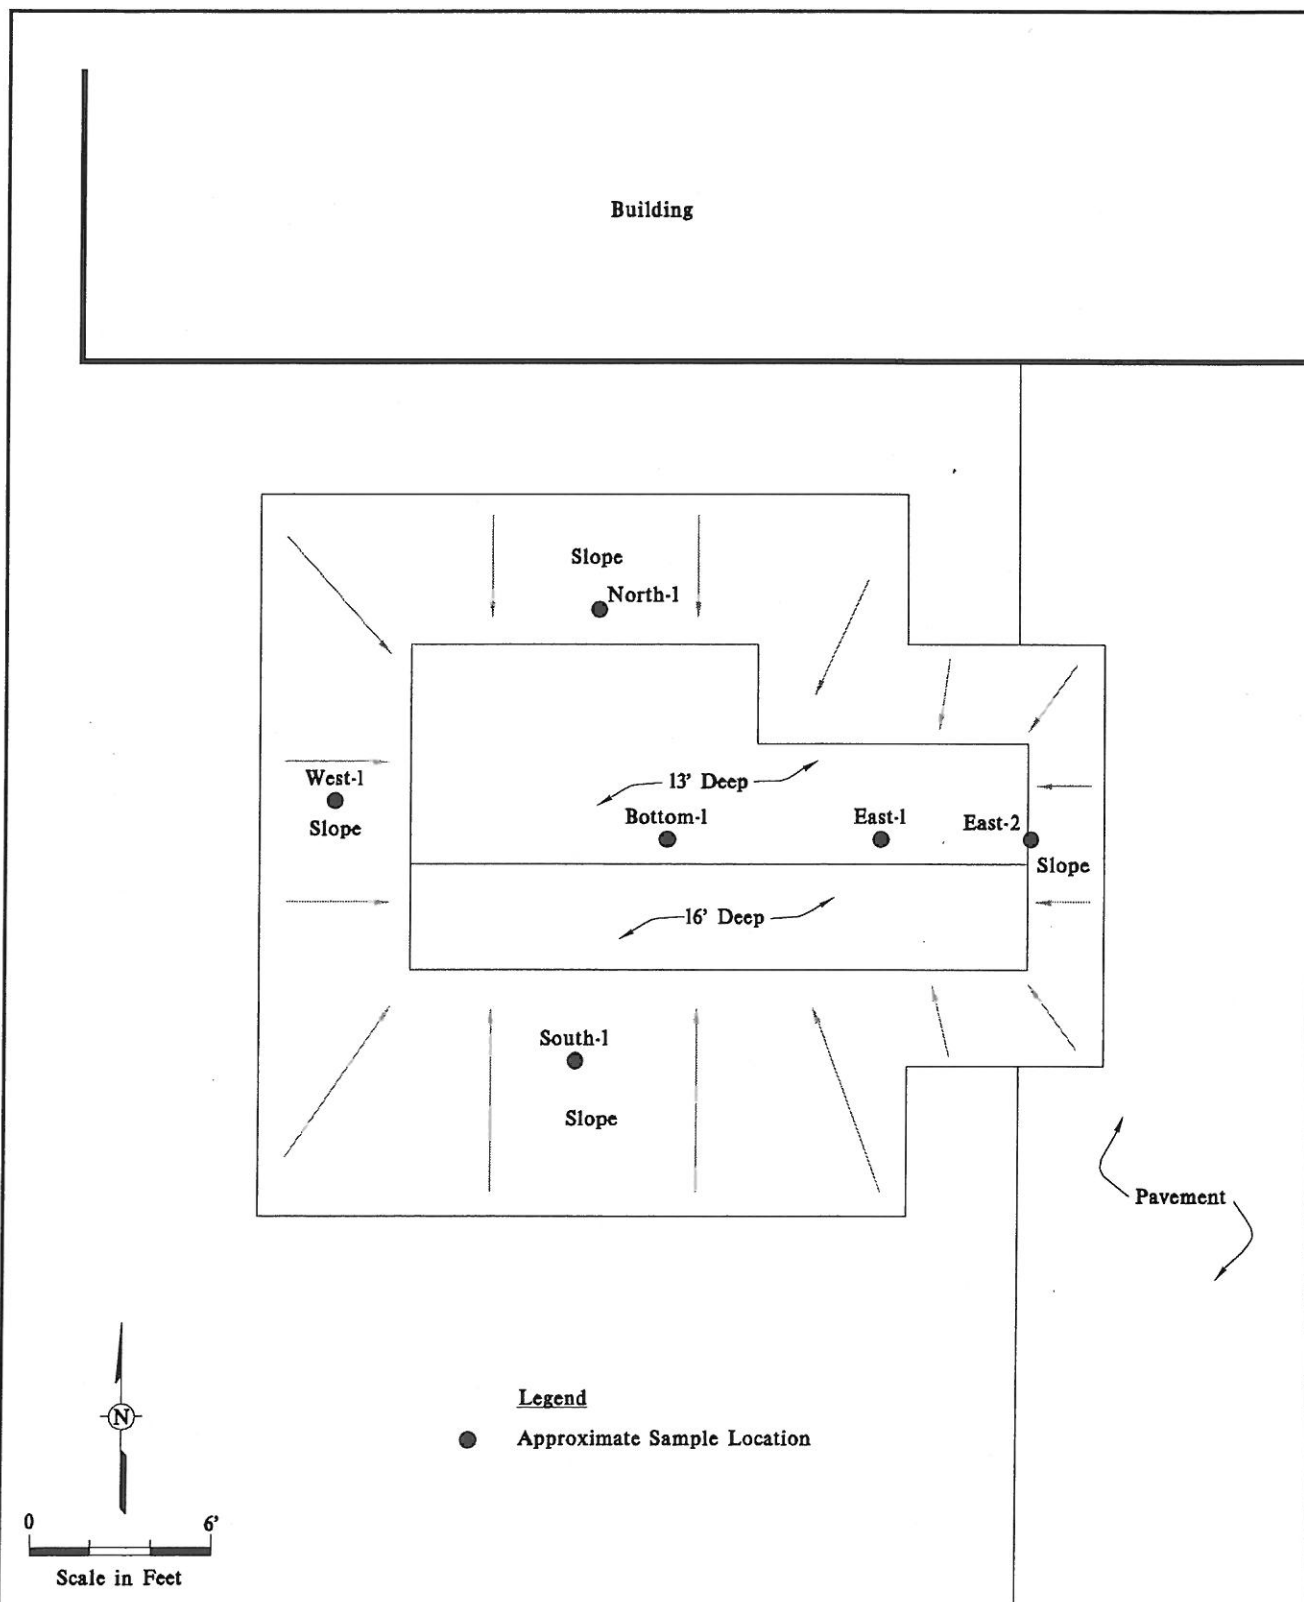 Building
Slope
North-1
13' Deep
West-1
Slope
Bottom-1
East-1
East-2
Slope
16' Deep
South-1
Slope
Pavement
N
Legend
Approximate Sample Location
0 6'
Scale in Feet